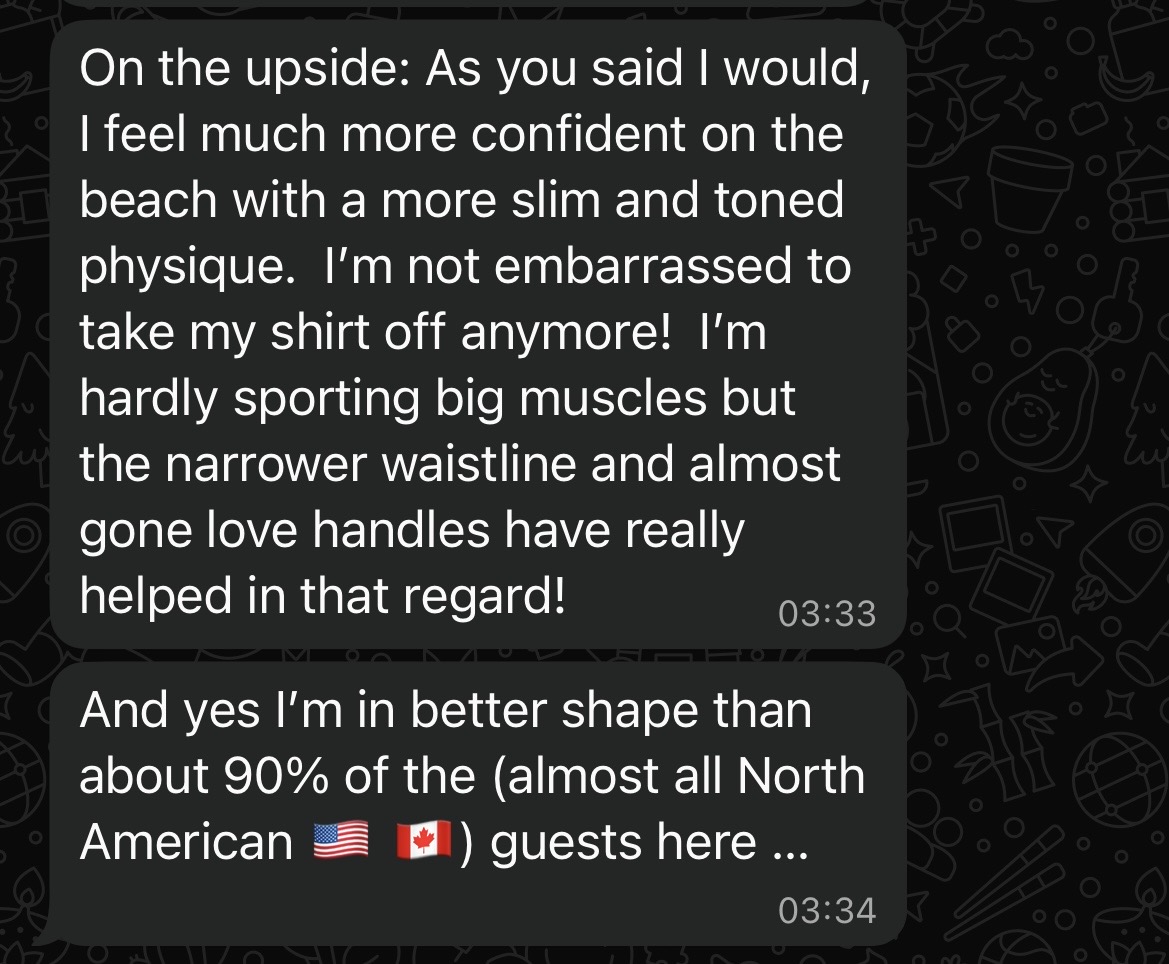 On the upside: As you said I would,
I feel much more confident on the
beach with a more slim and toned
physique.  I’m not embarrassed to
take my shirt off anymore!  I’m
hardly sporting big muscles but
the narrower waistline and almost
gone love handles have really
helped in that regard!
03:33
And yes I’m in better shape than
about 90% of the (almost all North
American 🇺🇸 🇨🇦) guests here ...
03:34